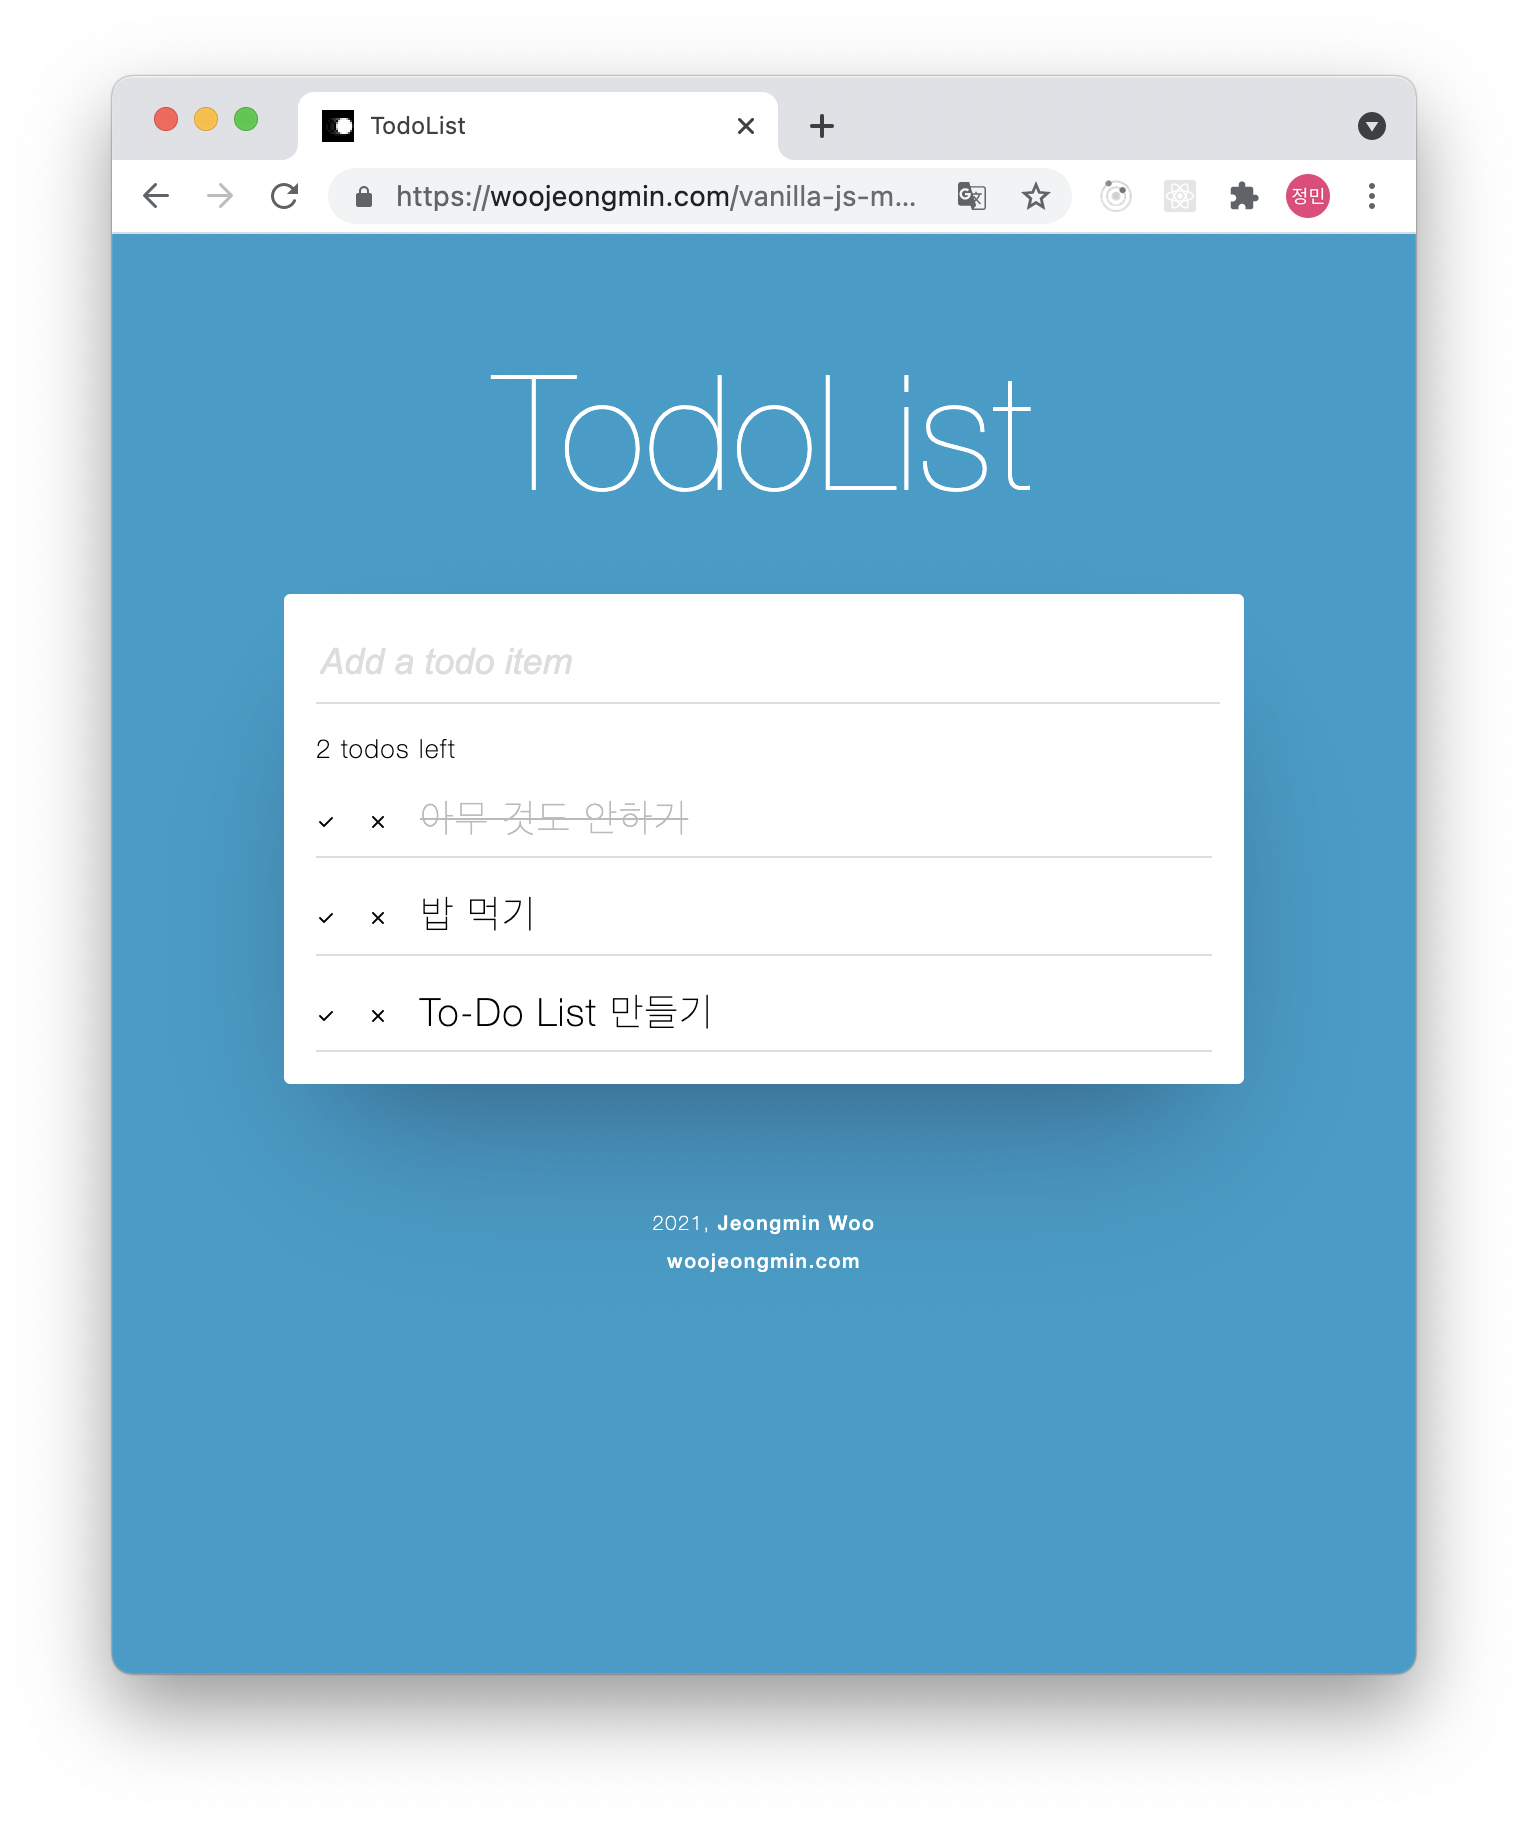 TodoList
https://woojeongmin.com/vanilla-js-m...
정민
TodoList
Add a todo item
2 todos left
아무 것도 안하기
밥 먹기
To-Do List 만들기
2021, Jeongmin Woo
woojeongmin.com